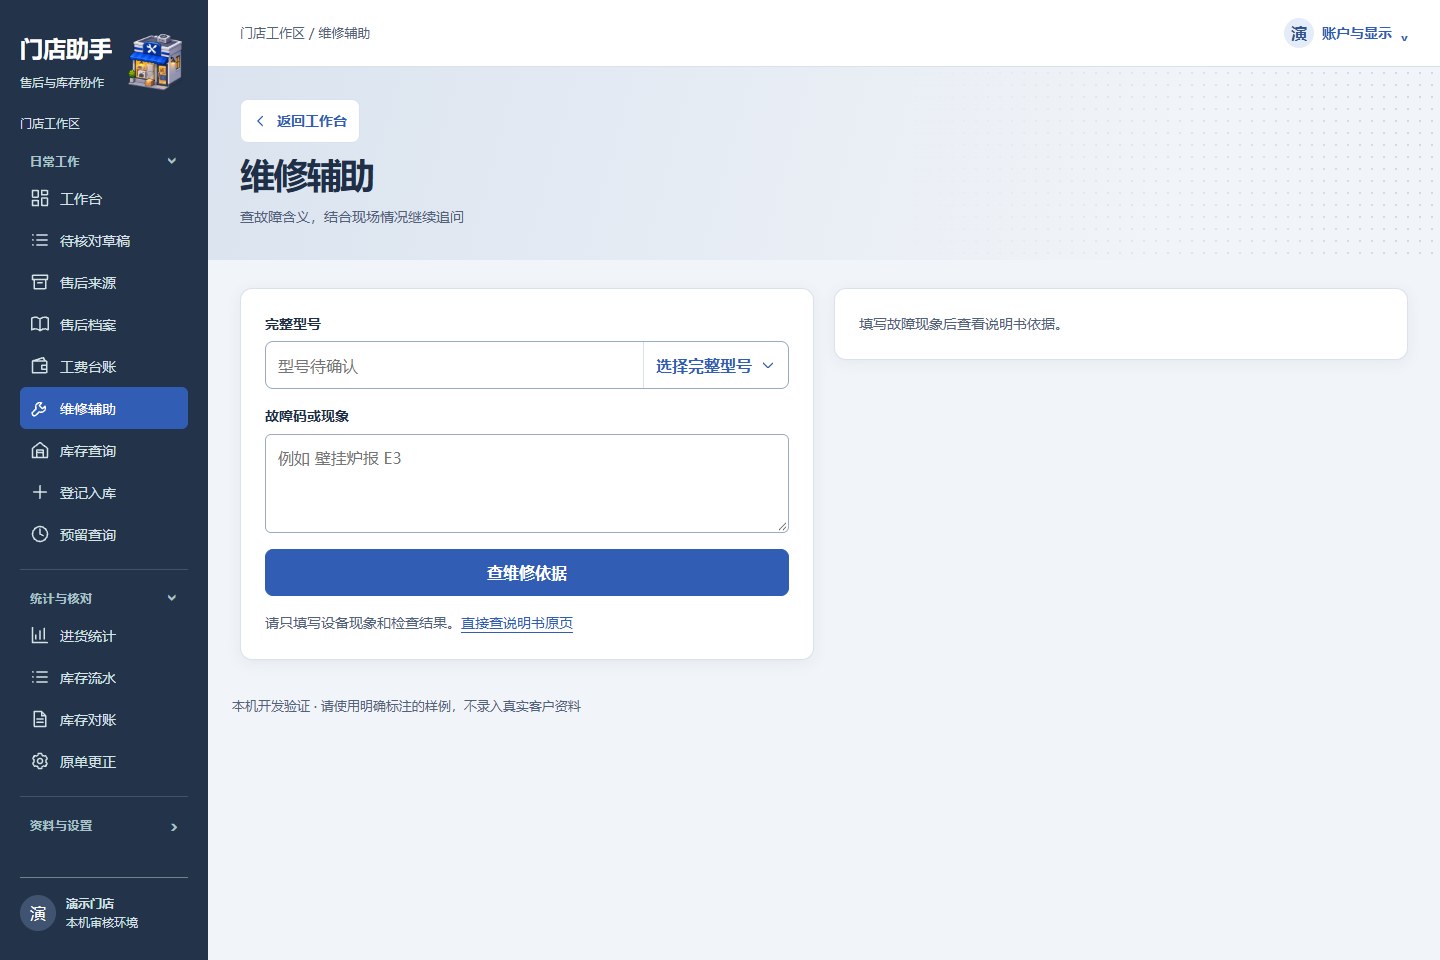 门店助手
售后与库存协作
门店工作区
日常工作
工作台
待核对草稿
售后来源
售后档案
工费台账
维修辅助
库存查询
登记入库
预留查询
统计与核对
进货统计
库存流水
库存对账
原单更正
资料与设置
演
演示门店
本机审核环境
门店工作区 / 维修辅助
演 账户与显示 v
返回工作台
维修辅助
查故障含义，结合现场情况继续追问
完整型号
型号待确认
选择完整型号
故障码或现象
例如 壁挂炉报 E3
查维修依据
请只填写设备现象和检查结果。直接查说明书原页
填写故障现象后查看说明书依据。
本机开发验证 · 请使用明确标注的样例，不录入真实客户资料